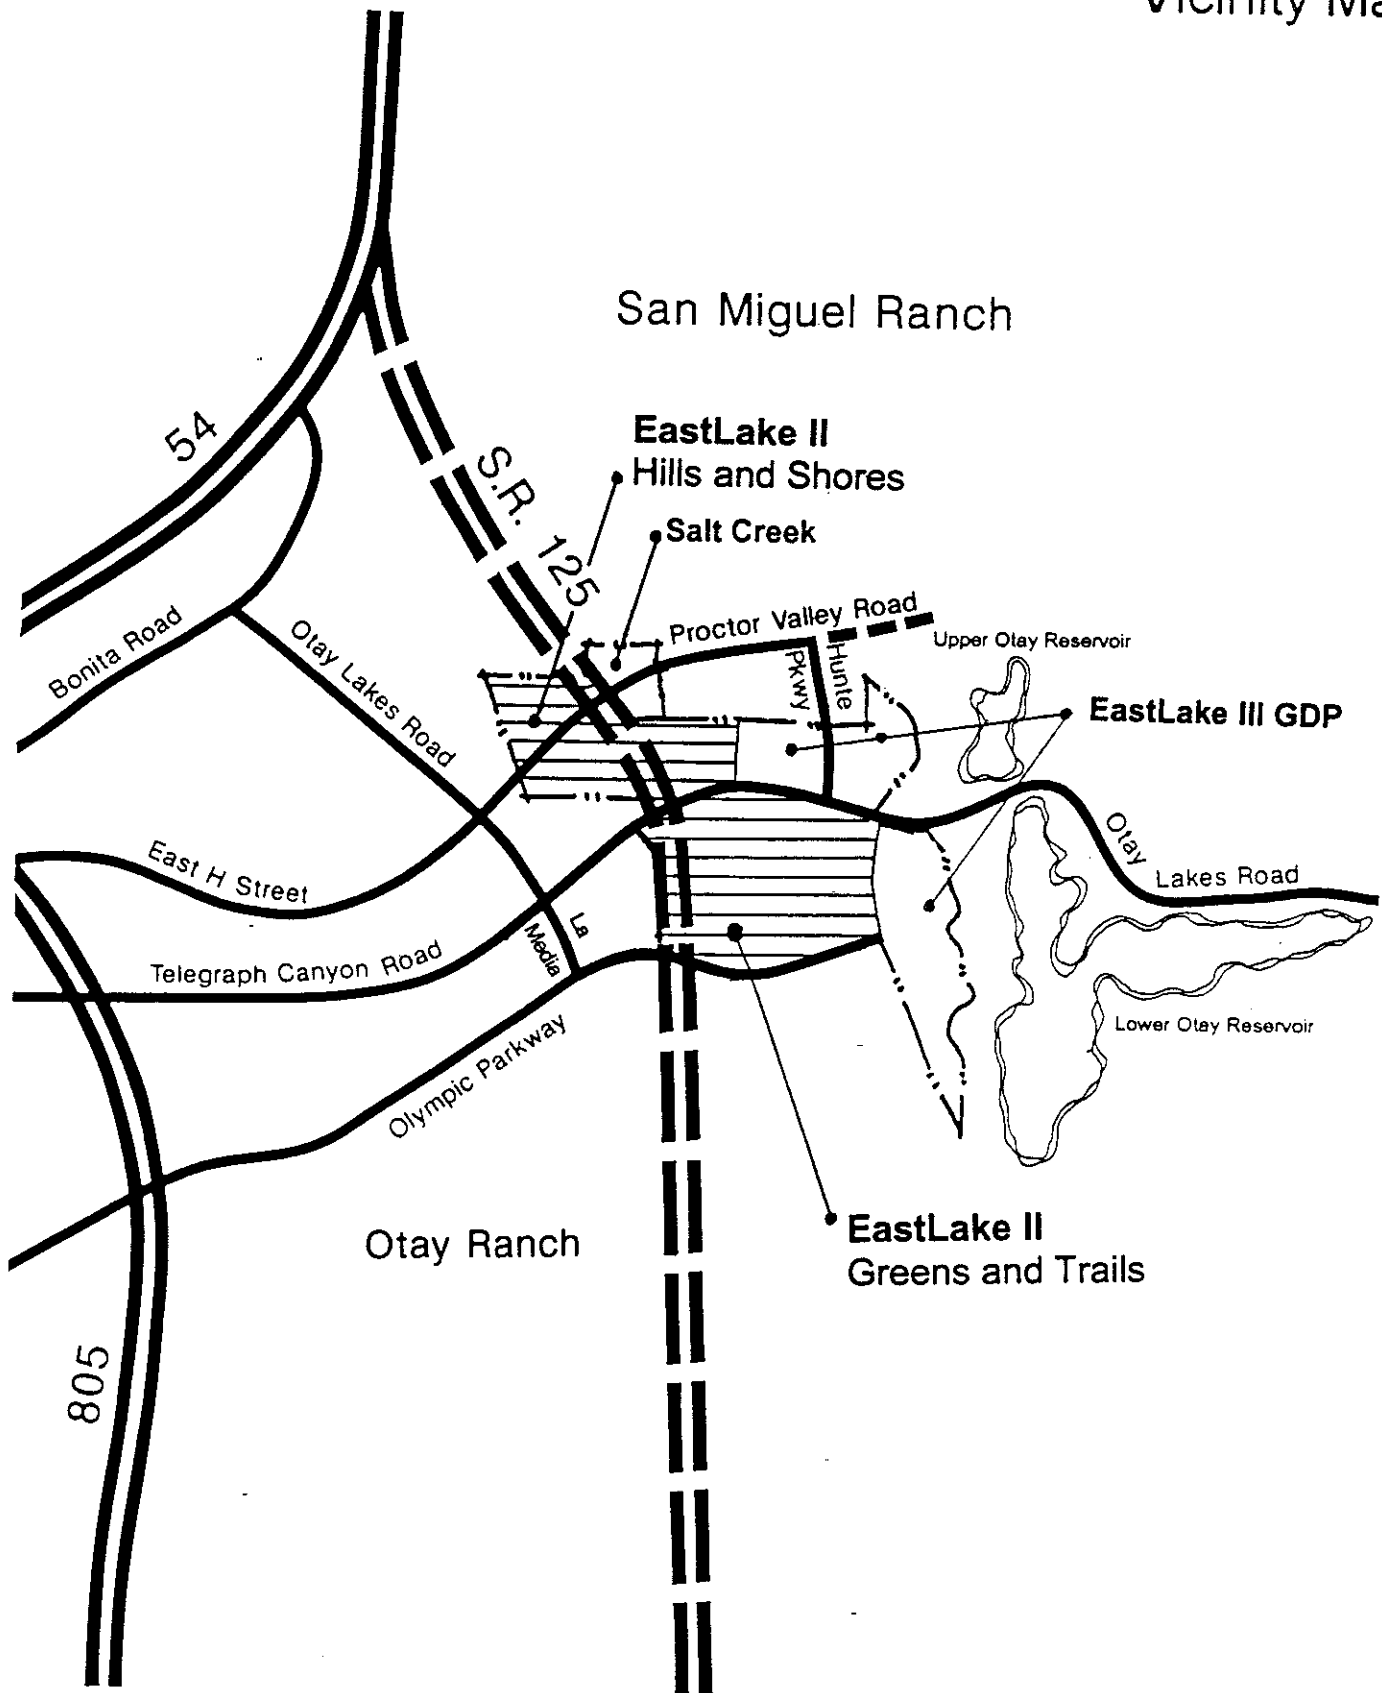 Vicinity Ma
San Miguel Ranch
54
EastLake II
Hills and Shores
S.R. 125
Salt Creek
Proctor Valley Road
Upper Otay Reservoir
Hunte
Pkwy
Bonita Road
Otay Lakes Road
EastLake III GDP
Otay
Lakes Road
East H Street
La
Media
Telegraph Canyon Road
Lower Otay Reservoir
Olympic Parkway
Otay Ranch
EastLake II
Greens and Trails
805